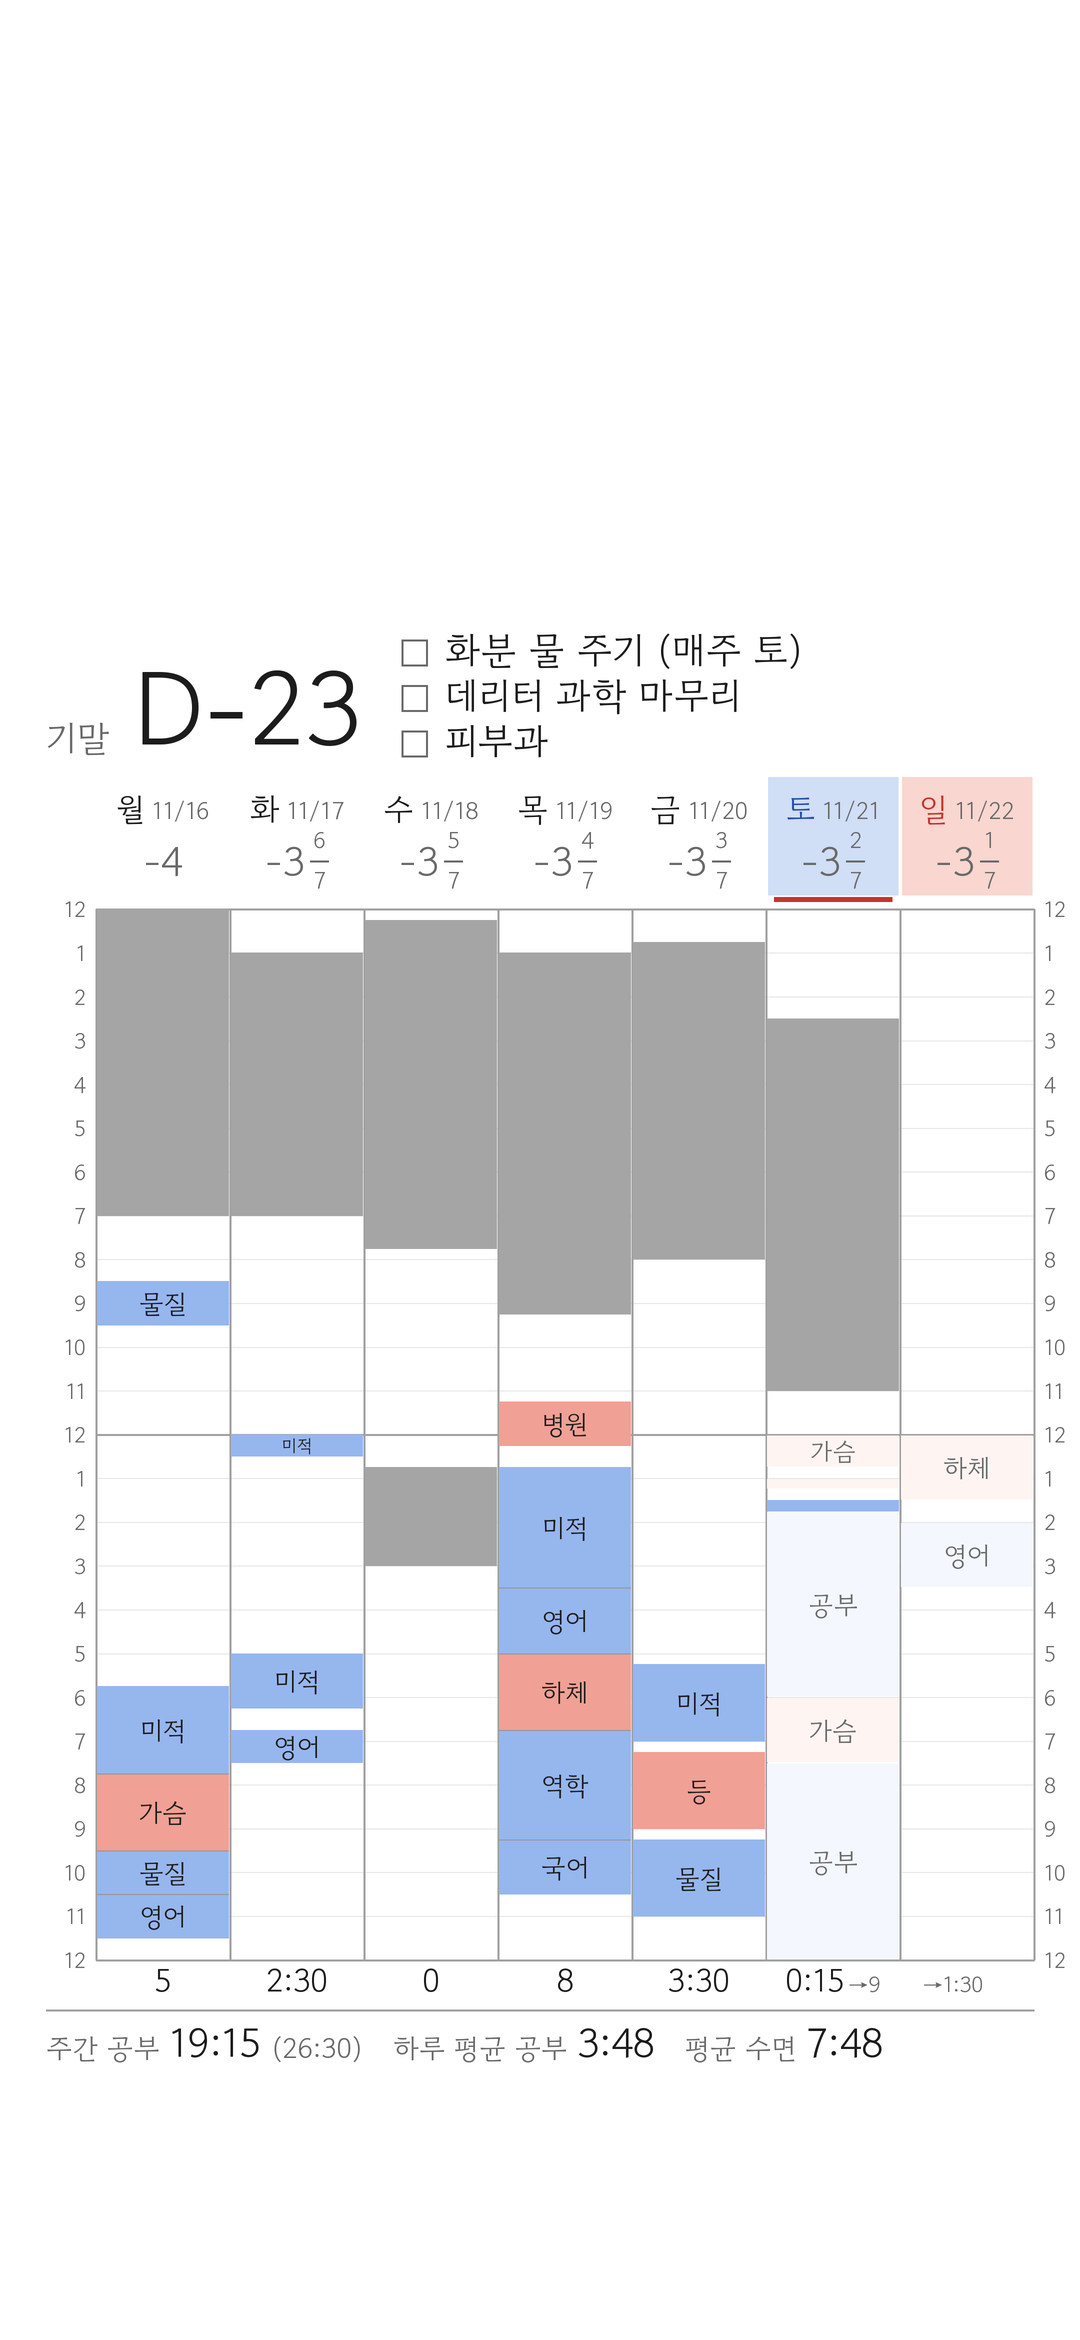 □ 화분 물 주기 (매주 토)
□ 데리터 과학 마무리
□ 피부과
기말 D-23
월 11/16 화 11/17 수 11/18 목 11/19 금 11/20 토 11/21 일 11/22
-4 -3 6/7 -3 5/7 -3 4/7 -3 3/7 -3 2/7 -3 1/7
12 12
1 1
2 2
3 3
4 4
5 5
6 6
7 7
8 8
9 물질 9
10 10
11 11
병원
12 미적 가슴 12
하체
1 1
2 미적 2
영어
3 3
공부
4 영어 4
5 5
미적 하체
6 미적 6
미적 가슴
7 영어 7
8 역학 등 8
가슴
9 9
공부
10 물질 국어 물질 10
11 영어 11
12 12
5 2:30 0 8 3:30 0:15→9 →1:30
주간 공부 19:15 (26:30) 하루 평균 공부 3:48 평균 수면 7:48